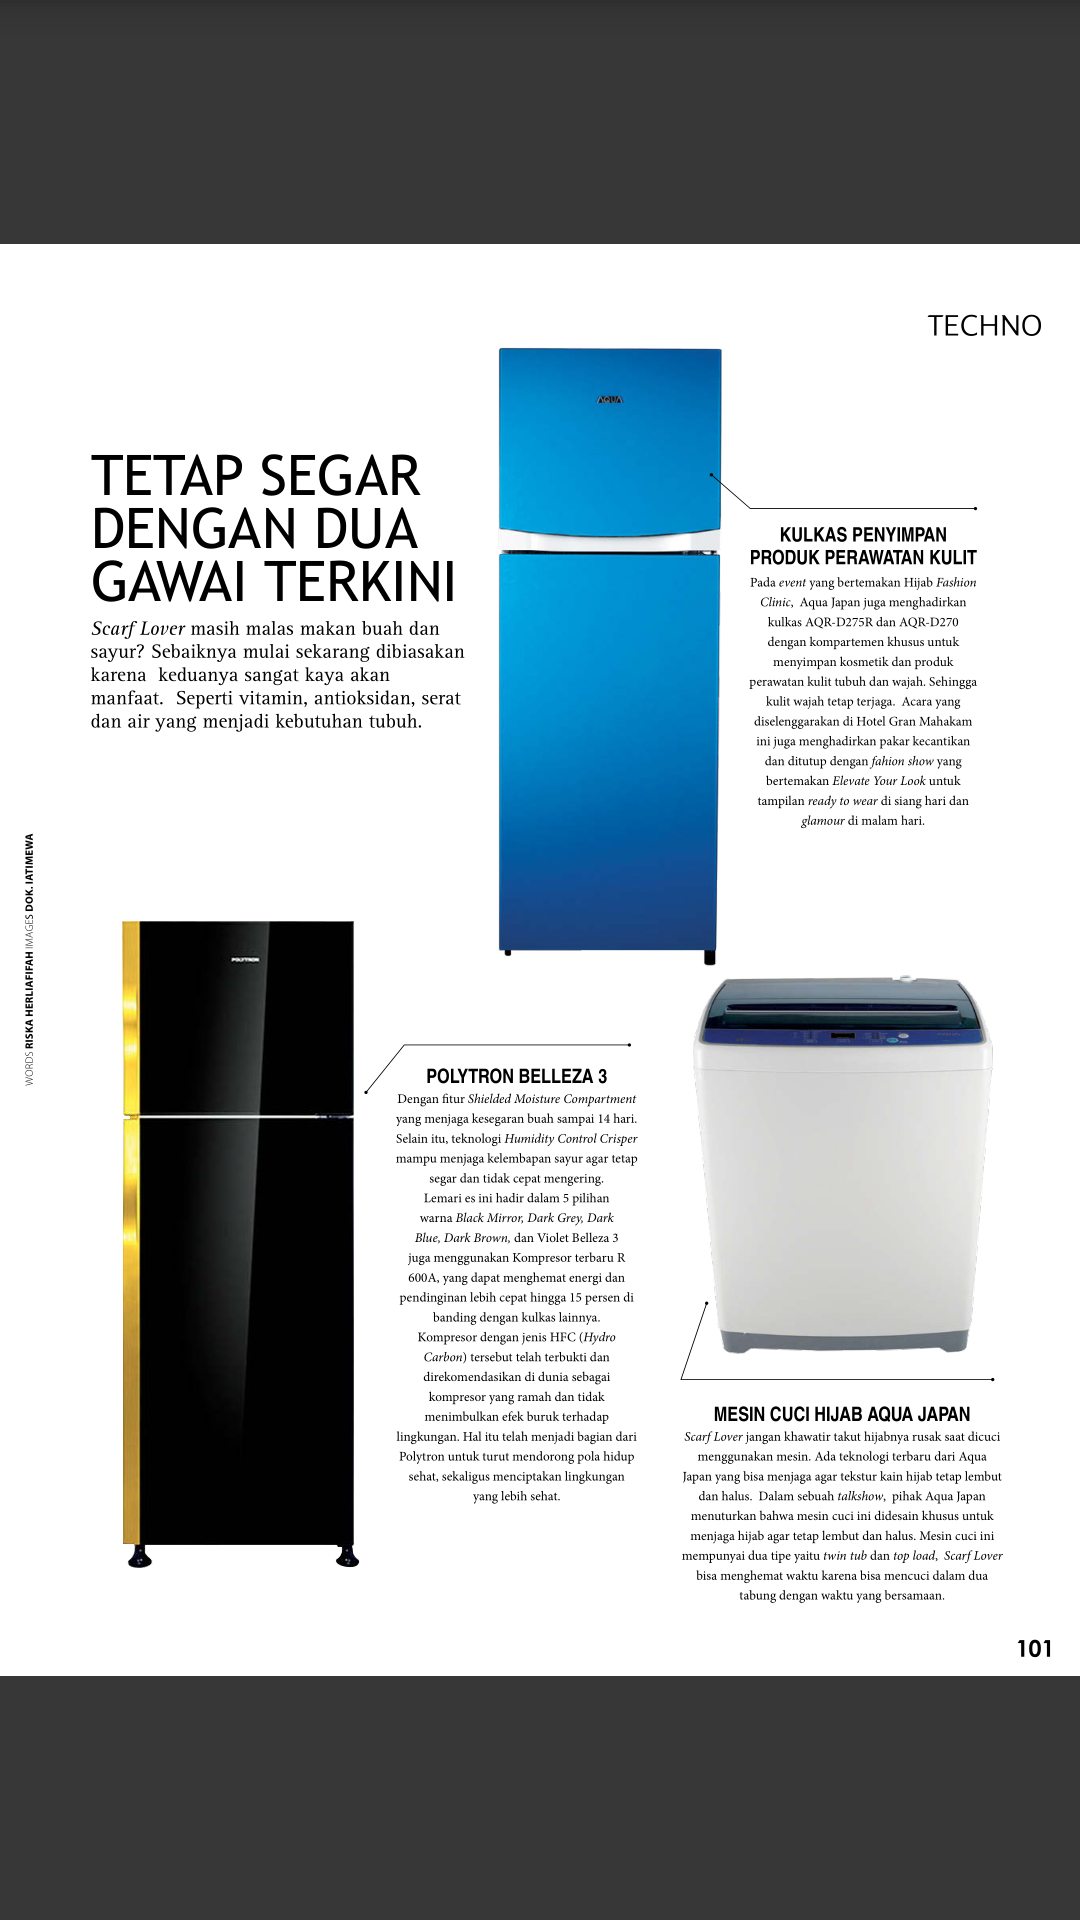 TECHNO
AQUA
TETAP SEGAR
DENGAN DUA
GAWAI TERKINI
Scarf Lover masih malas makan buah dan
sayur? Sebaiknya mulai sekarang dibiasakan
karena  keduanya sangat kaya akan
manfaat.  Seperti vitamin, antioksidan, serat
dan air yang menjadi kebutuhan tubuh.
KULKAS PENYIMPAN
PRODUK PERAWATAN KULIT
Pada event yang bertemakan Hijab Fashion
Clinic,  Aqua Japan juga menghadirkan
kulkas AQR-D275R dan AQR-D270
dengan kompartemen khusus untuk
menyimpan kosmetik dan produk
perawatan kulit tubuh dan wajah. Sehingga
kulit wajah tetap terjaga.  Acara yang
diselenggarakan di Hotel Gran Mahakam
ini juga menghadirkan pakar kecantikan
dan ditutup dengan fahion show yang
bertemakan Elevate Your Look untuk
tampilan ready to wear di siang hari dan
glamour di malam hari.
WORDS RISKA HERLIAFIFAH IMAGES DOK. IATIMEWA
POLYTRON
POLYTRON BELLEZA 3
Dengan fitur Shielded Moisture Compartment
yang menjaga kesegaran buah sampai 14 hari.
Selain itu, teknologi Humidity Control Crisper
mampu menjaga kelembapan sayur agar tetap
segar dan tidak cepat mengering.
Lemari es ini hadir dalam 5 pilihan
warna Black Mirror, Dark Grey, Dark
Blue, Dark Brown, dan Violet Belleza 3
juga menggunakan Kompresor terbaru R
600A, yang dapat menghemat energi dan
pendinginan lebih cepat hingga 15 persen di
banding dengan kulkas lainnya.
Kompresor dengan jenis HFC (Hydro
Carbon) tersebut telah terbukti dan
direkomendasikan di dunia sebagai
kompresor yang ramah dan tidak
menimbulkan efek buruk terhadap
lingkungan. Hal itu telah menjadi bagian dari
Polytron untuk turut mendorong pola hidup
sehat, sekaligus menciptakan lingkungan
yang lebih sehat.
MESIN CUCI HIJAB AQUA JAPAN
Scarf Lover jangan khawatir takut hijabnya rusak saat dicuci
menggunakan mesin. Ada teknologi terbaru dari Aqua
Japan yang bisa menjaga agar tekstur kain hijab tetap lembut
dan halus.  Dalam sebuah talkshow,  pihak Aqua Japan
menuturkan bahwa mesin cuci ini didesain khusus untuk
menjaga hijab agar tetap lembut dan halus. Mesin cuci ini
mempunyai dua tipe yaitu twin tub dan top load,  Scarf Lover
bisa menghemat waktu karena bisa mencuci dalam dua
tabung dengan waktu yang bersamaan.
101